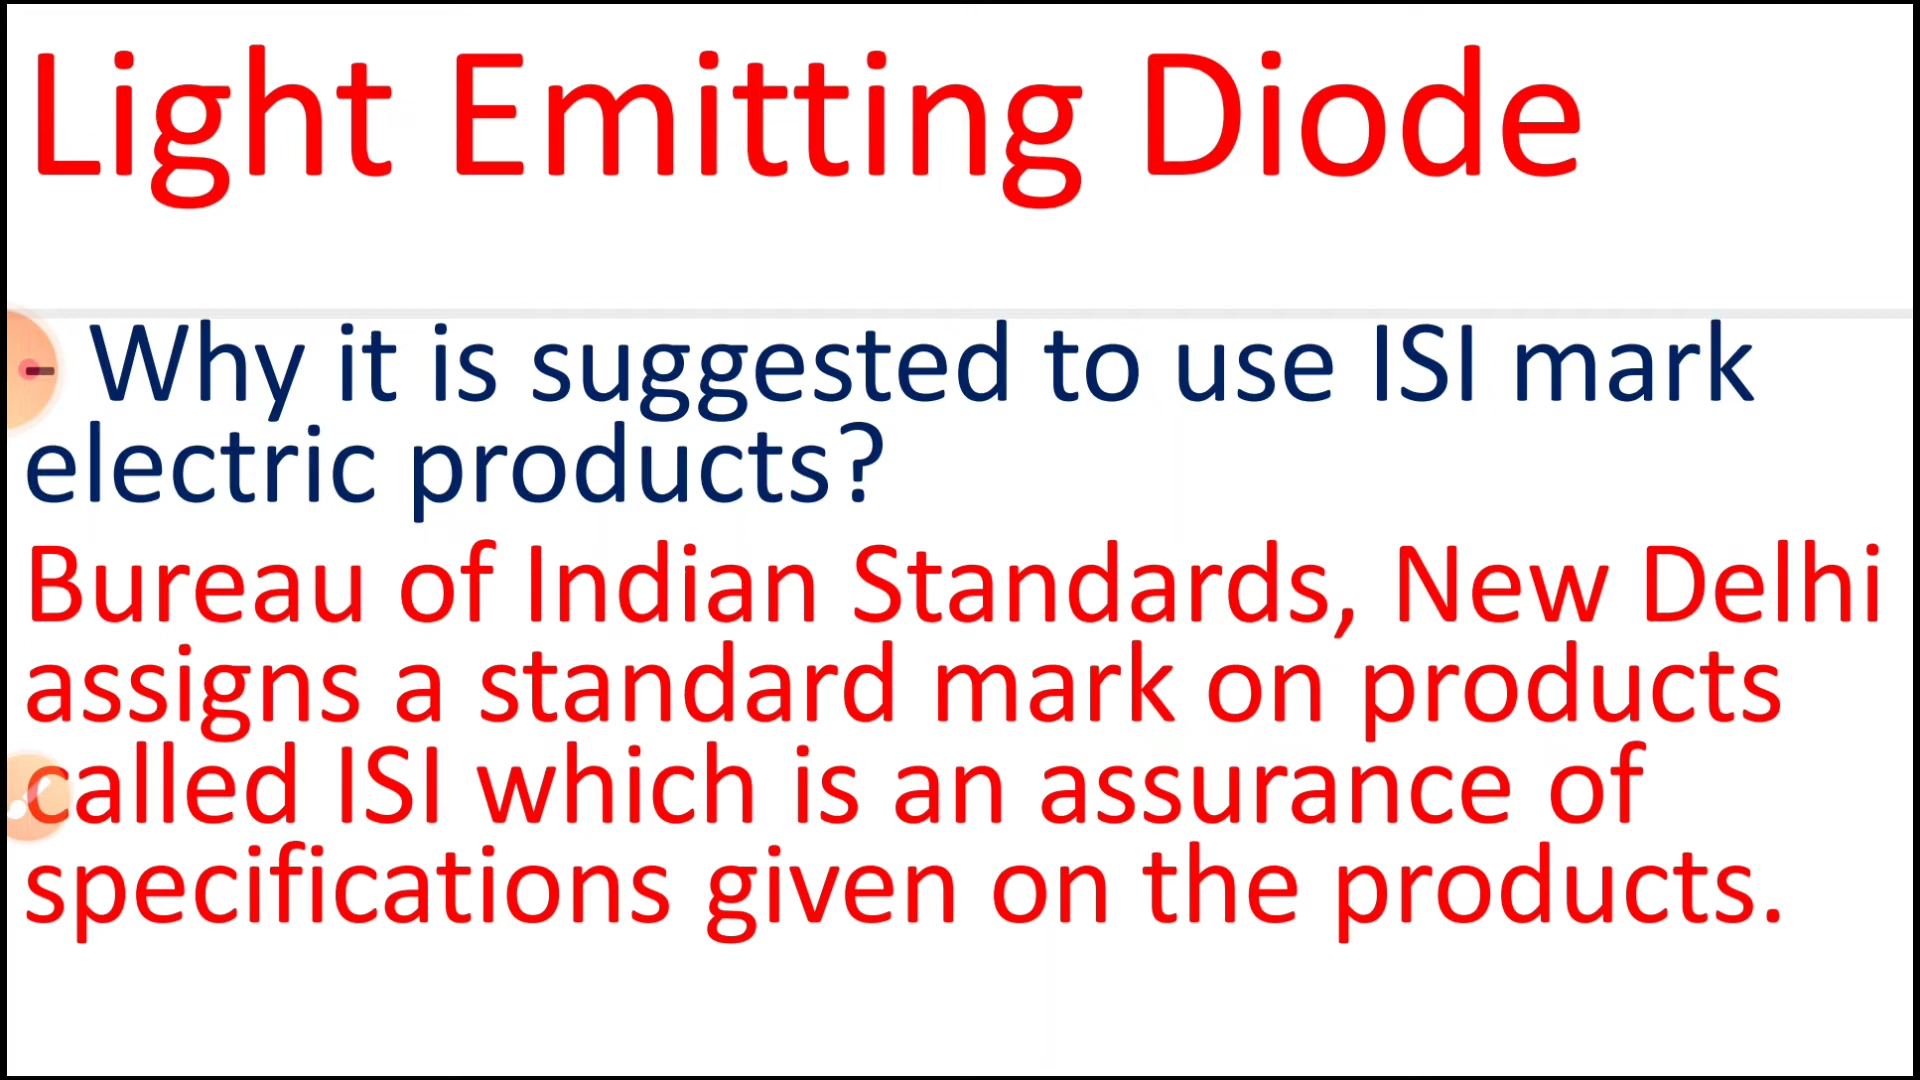 Light Emitting Diode
Why it is suggested to use ISI mark
electric products?
Bureau of Indian Standards, New Delhi
assigns a standard mark on products
called ISI which is an assurance of
specifications given on the products.